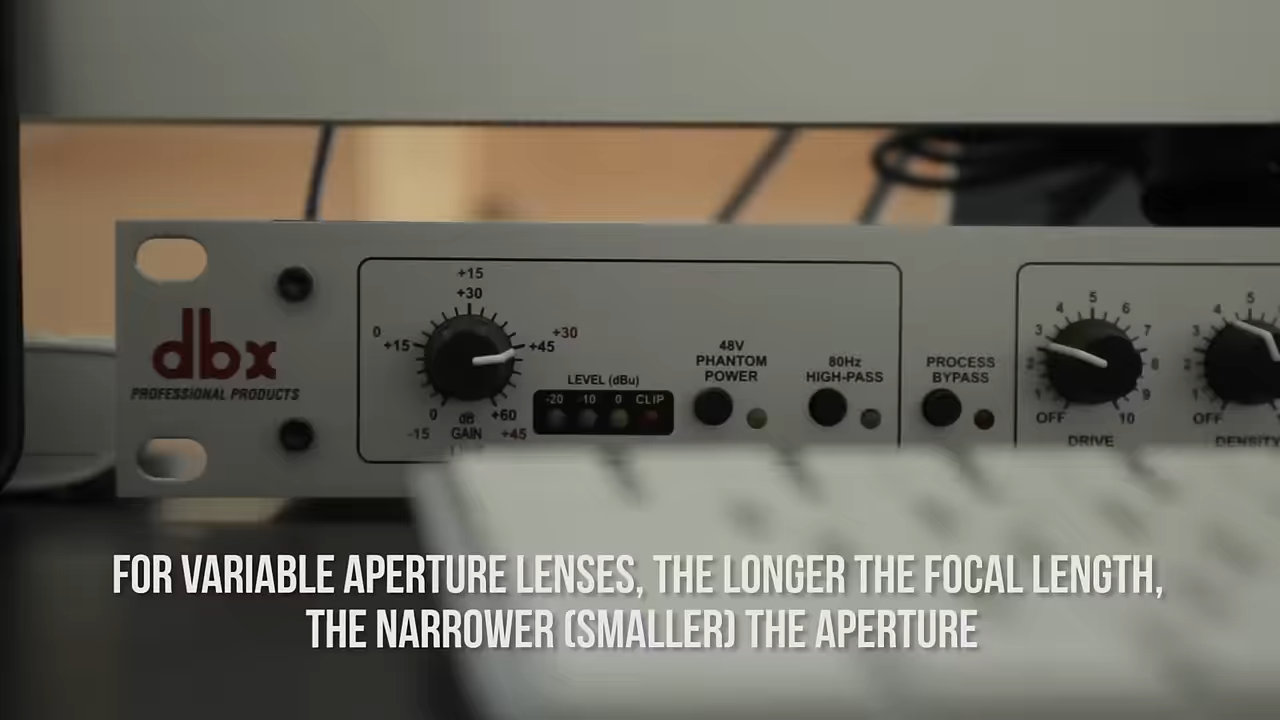 +15
+30
0
+15
+30
+45
0
-15
dB
GAIN
+60
+45
LEVEL (dBu)
-20 -10 0 CLIP
48V
PHANTOM
POWER
80Hz
HIGH-PASS
PROCESS
BYPASS
OFF 1 2 3 4 5 6 7 8 9 10
DRIVE
OFF 1 2 3 4 5
DENSITY
dbx
PROFESSIONAL PRODUCTS
FOR VARIABLE APERTURE LENSES, THE LONGER THE FOCAL LENGTH,
THE NARROWER (SMALLER) THE APERTURE